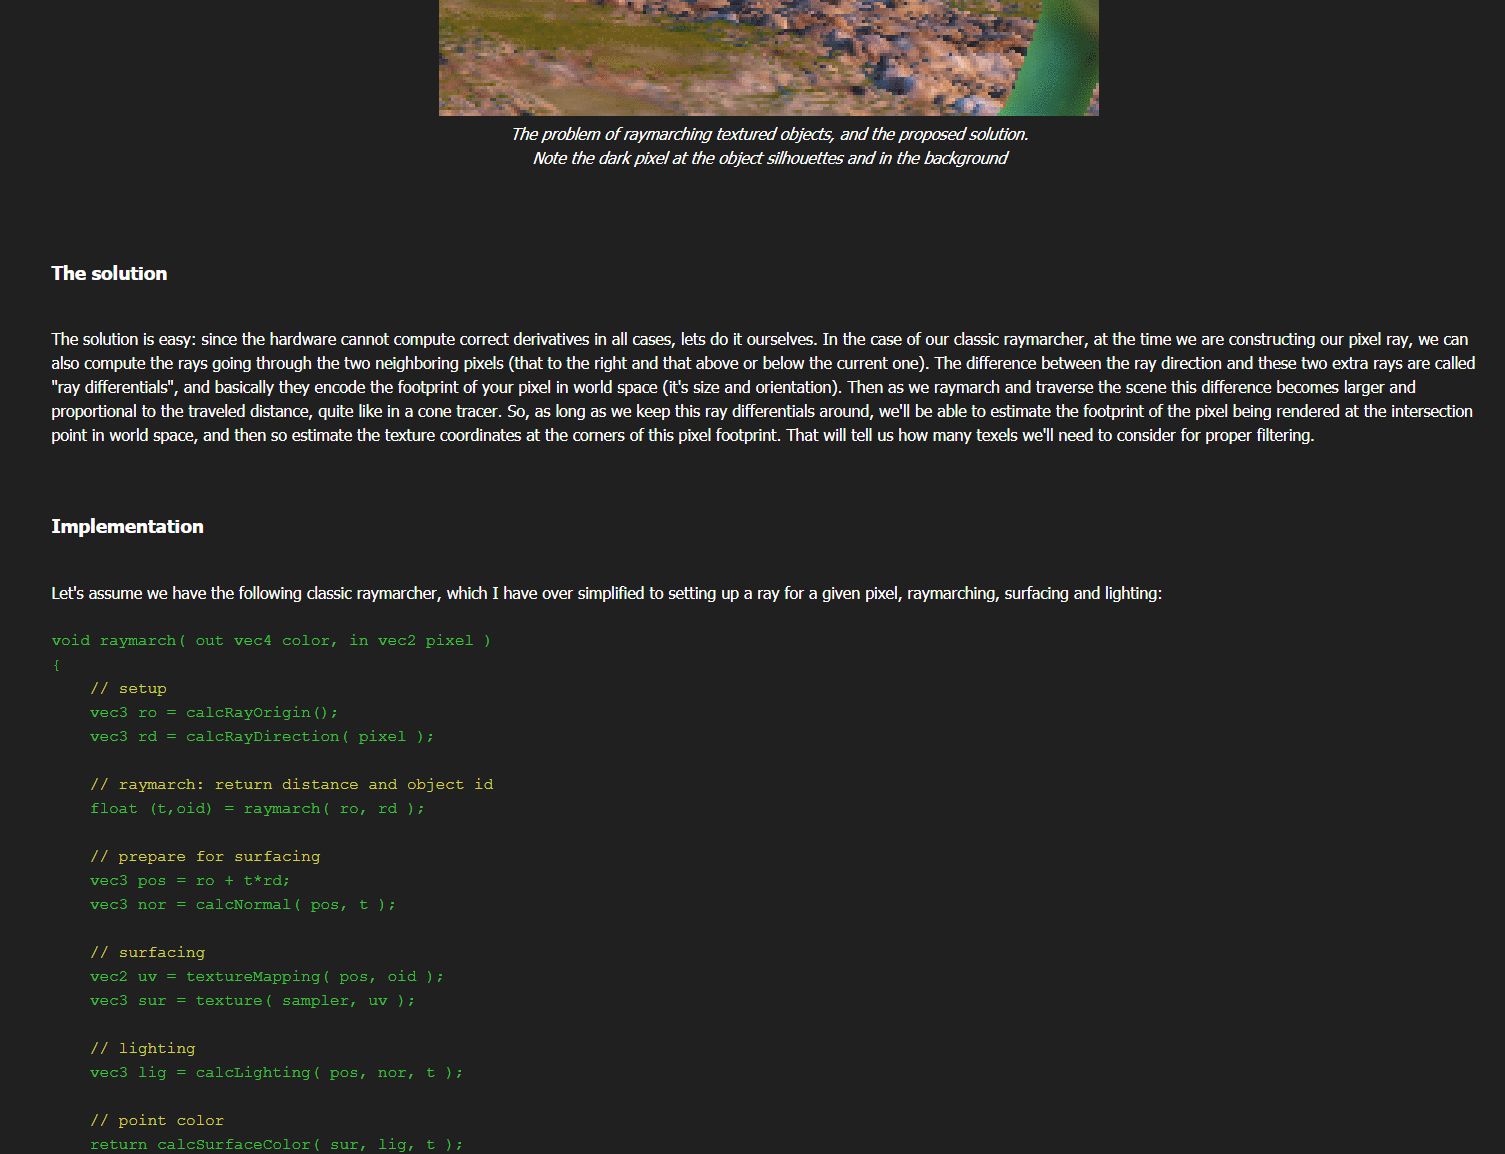 The problem of raymarching textured objects, and the proposed solution.
Note the dark pixel at the object silhouettes and in the background
The solution
The solution is easy: since the hardware cannot compute correct derivatives in all cases, lets do it ourselves. In the case of our classic raymarcher, at the time we are constructing our pixel ray, we can
also compute the rays going through the two neighboring pixels (that to the right and that above or below the current one). The difference between the ray direction and these two extra rays are called
"ray differentials", and basically they encode the footprint of your pixel in world space (it's size and orientation). Then as we raymarch and traverse the scene this difference becomes larger and
proportional to the traveled distance, quite like in a cone tracer. So, as long as we keep this ray differentials around, we'll be able to estimate the footprint of the pixel being rendered at the intersection
point in world space, and then so estimate the texture coordinates at the corners of this pixel footprint. That will tell us how many texels we'll need to consider for proper filtering.
Implementation
Let's assume we have the following classic raymarcher, which I have over simplified to setting up a ray for a given pixel, raymarching, surfacing and lighting:
void raymarch( out vec4 color, in vec2 pixel )
{
    // setup
    vec3 ro = calcRayOrigin();
    vec3 rd = calcRayDirection( pixel );
    // raymarch: return distance and object id
    float (t,oid) = raymarch( ro, rd );
    // prepare for surfacing
    vec3 pos = ro + t*rd;
    vec3 nor = calcNormal( pos, t );
    // surfacing
    vec2 uv = textureMapping( pos, oid );
    vec3 sur = texture( sampler, uv );
    // lighting
    vec3 lig = calcLighting( pos, nor, t );
    // point color
    return calcSurfaceColor( sur, lig, t );